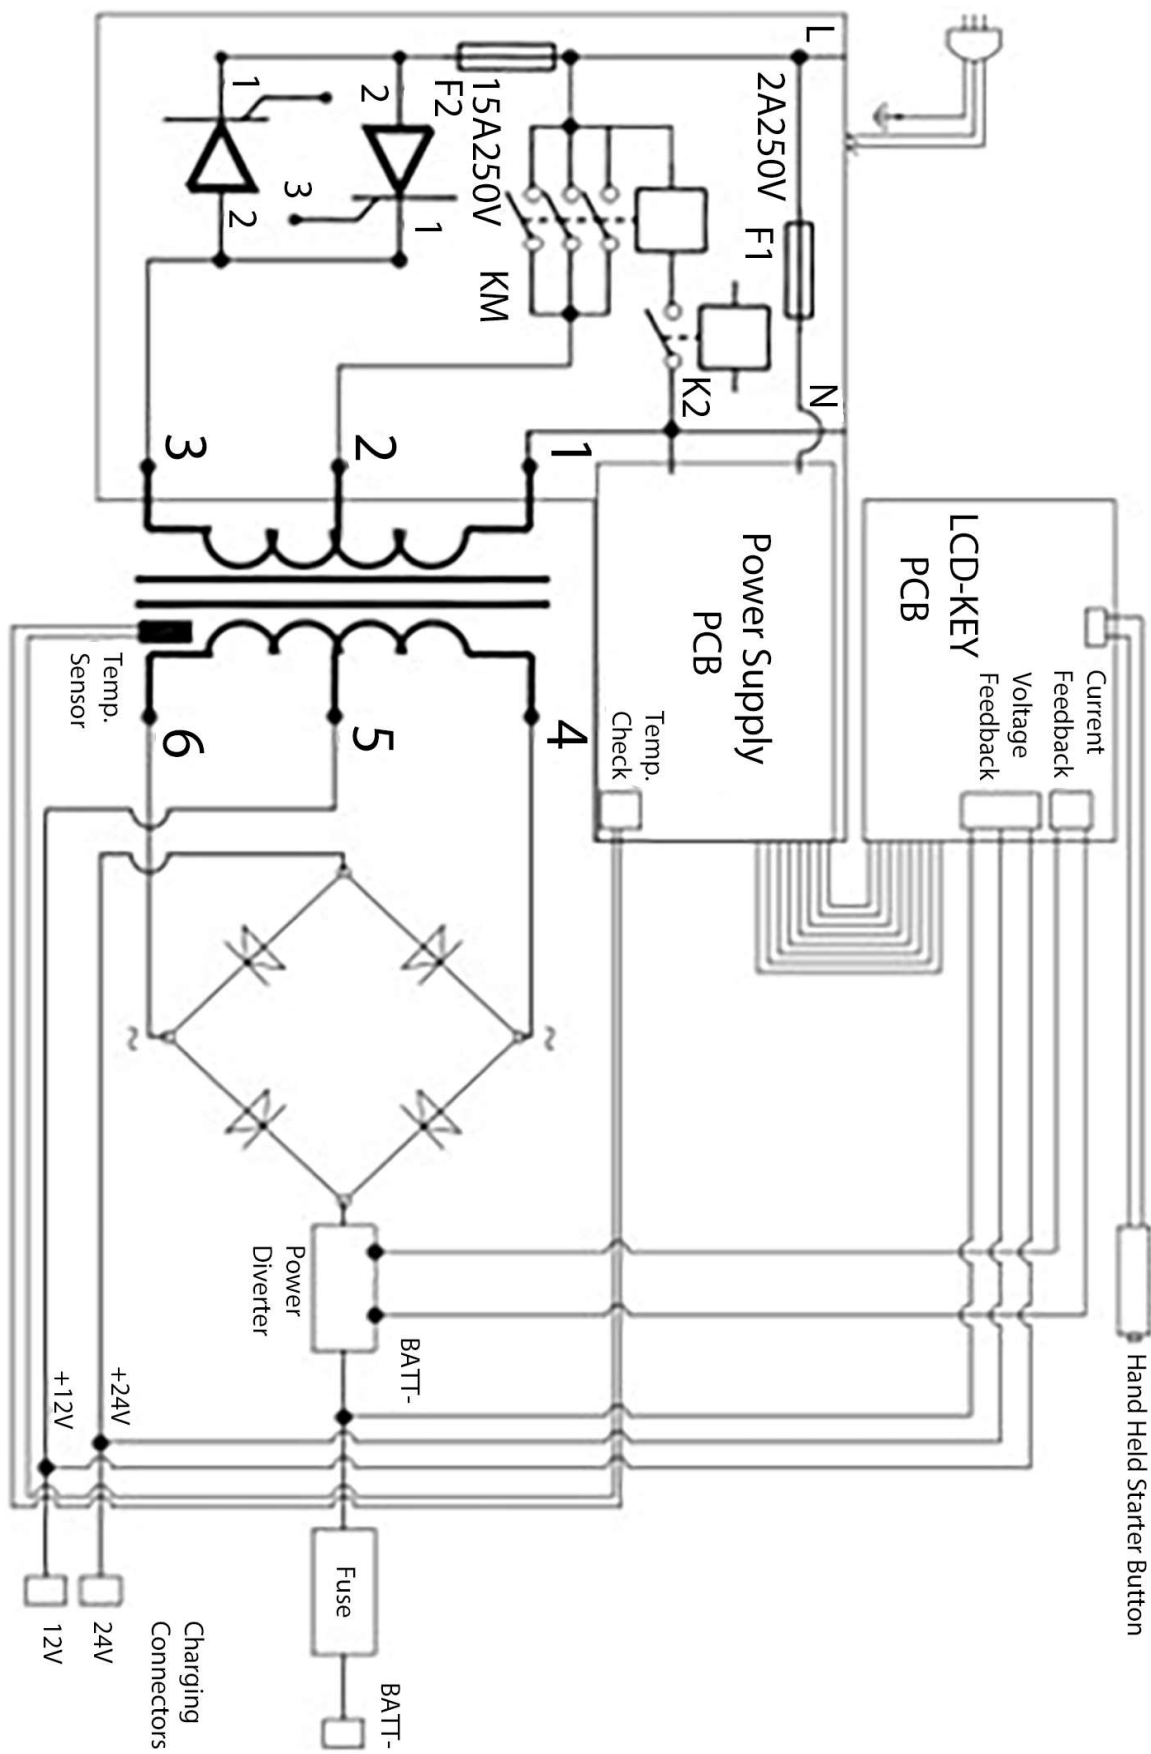 L
2A250V
F1
N
15A250V
F2
KM
K2
1
2
3
2
1
3
2
1
LCD-KEY
PCB
Current
Feedback
Voltage
Feedback
Power Supply
PCB
Temp.
Check
4
5
6
Temp.
Sensor
~
~
Power
Diverter
BATT-
+24V
+12V
Hand Held Starter Button
Fuse
BATT-
Charging
Connectors
24V
12V